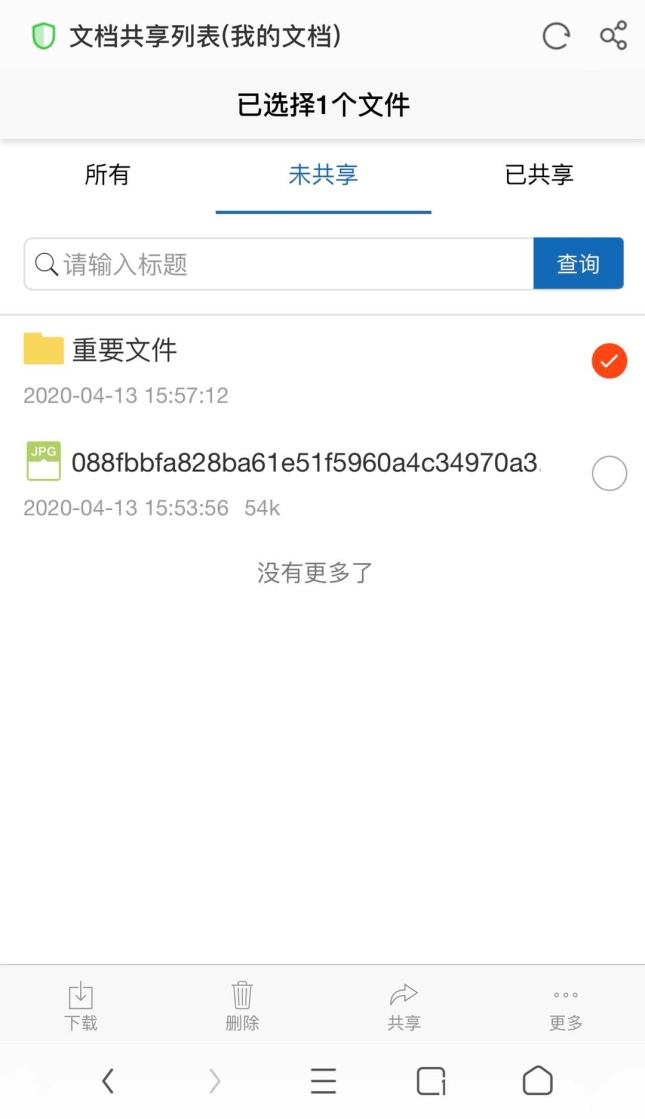 文档共享列表(我的文档)
已选择1个文件
所有 未共享 已共享
请输入标题 查询
重要文件
2020-04-13 15:57:12
JPG 088fbbfa828ba61e51f5960a4c34970a3.
2020-04-13 15:53:56 54k
没有更多了
下载 删除 共享 更多
1